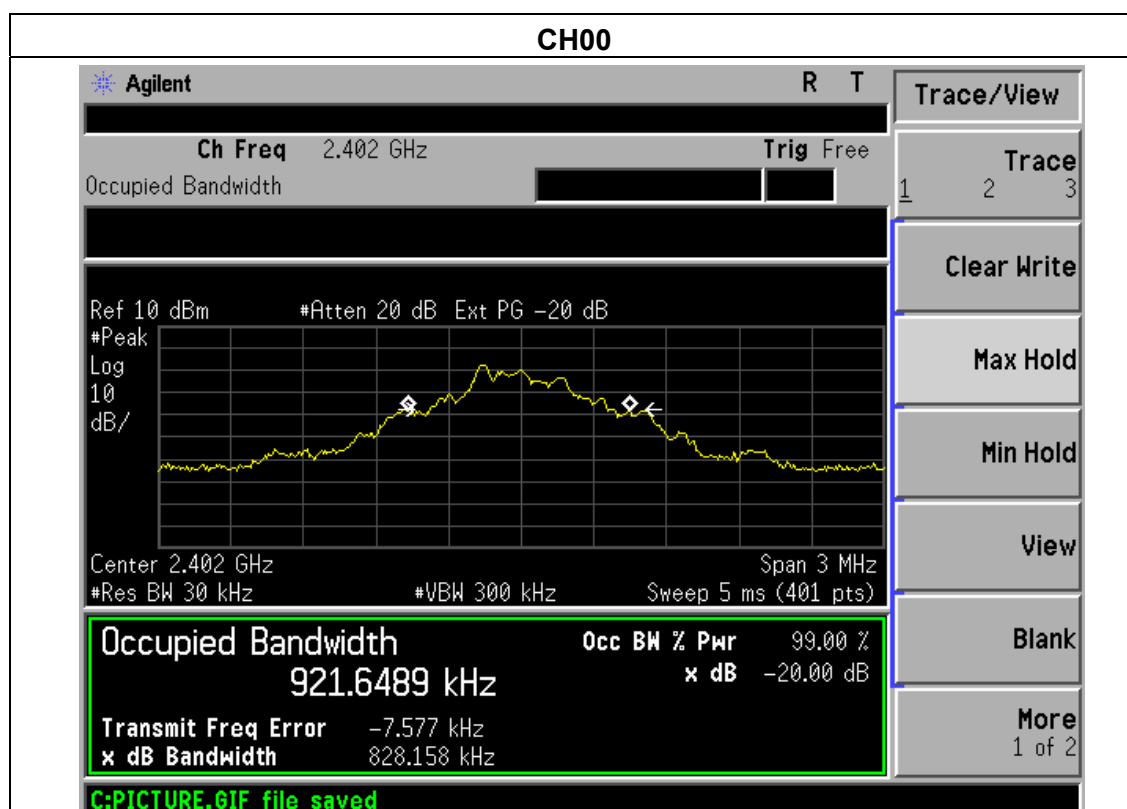 CH00
Agilent R T
Ch Freq 2.402 GHz Trig Free
Occupied Bandwidth
Ref 10 dBm #Atten 20 dB Ext PG -20 dB
#Peak
Log
10
dB/
Center 2.402 GHz Span 3 MHz
#Res BW 30 kHz #VBW 300 kHz Sweep 5 ms (401 pts)
Occupied Bandwidth Occ BW % Pwr 99.00 %
921.6489 kHz x dB -20.00 dB
Transmit Freq Error -7.577 kHz
x dB Bandwidth 828.158 kHz
C:PICTURE.GIF file saved
Trace/View
Trace
1 2 3
Clear Write
Max Hold
Min Hold
View
Blank
More
1 of 2